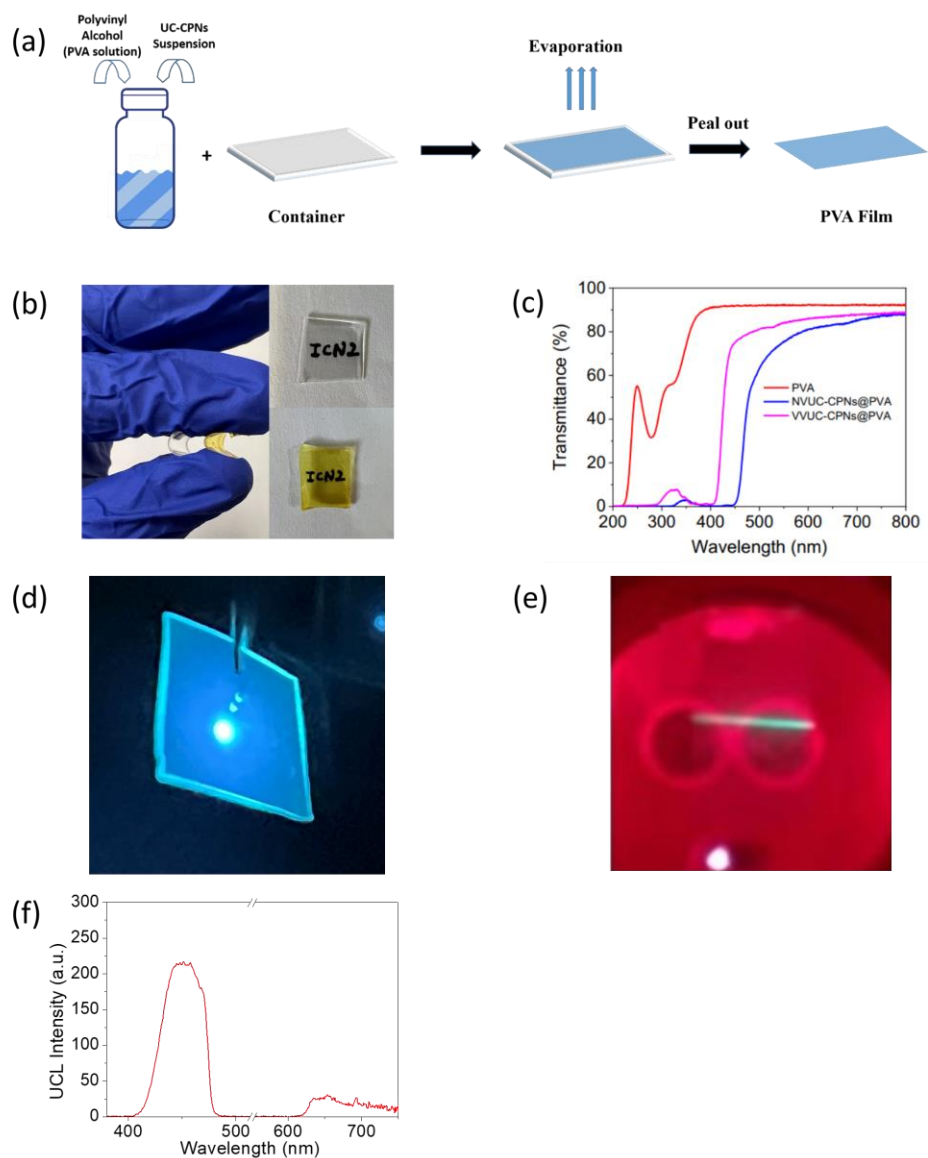 (a)
Polyvinyl
Alcohol
(PVA solution)
UC-CPNs
Suspension
+
Container
Evaporation
Peal out
PVA Film
(b)
ICN2
ICN2
(c)
Transmittance (%)
100
80
60
40
20
0
PVA
NVUC-CPNs@PVA
VVUC-CPNs@PVA
200 300 400 500 600 700 800
Wavelength (nm)
(d)
(e)
(f)
UCL Intensity (a.u.)
300
250
200
150
100
50
0
400 500 600 700
Wavelength (nm)